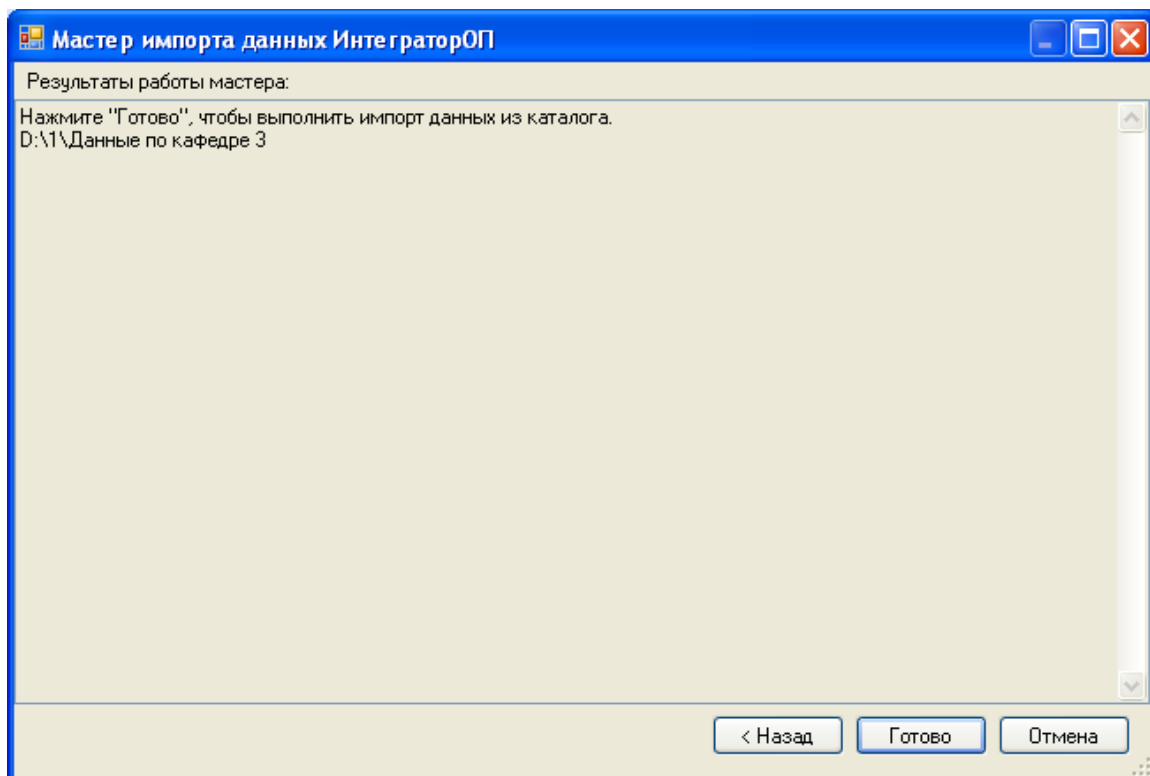 Мастер импорта данных ИнтеграторОП
Результаты работы мастера:
Нажмите "Готово", чтобы выполнить импорт данных из каталога.
D:\1\Данные по кафедре 3
< Назад
Готово
Отмена